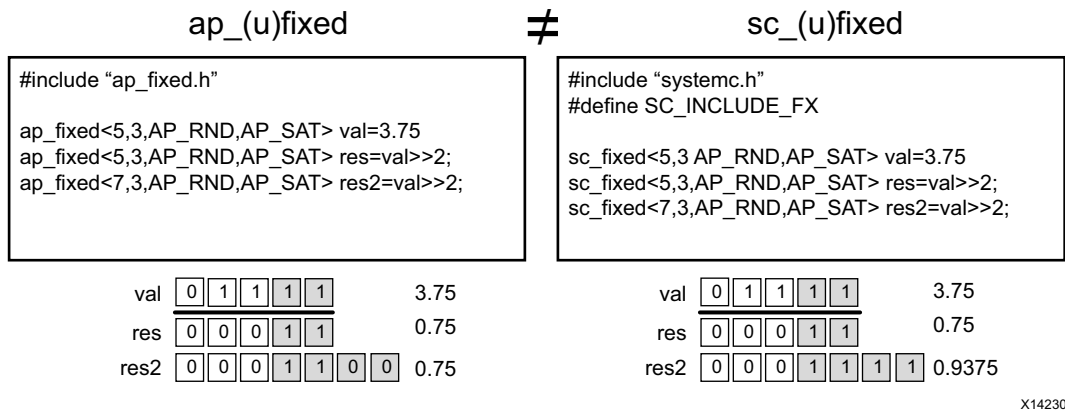 ap_(u)fixed ≠ sc_(u)fixed
#include “ap_fixed.h”
ap_fixed<5,3,AP_RND,AP_SAT> val=3.75
ap_fixed<5,3,AP_RND,AP_SAT> res=val>>2;
ap_fixed<7,3,AP_RND,AP_SAT> res2=val>>2;
#include “systemc.h”
#define SC_INCLUDE_FX
sc_fixed<5,3 AP_RND,AP_SAT> val=3.75
sc_fixed<5,3,AP_RND,AP_SAT> res=val>>2;
sc_fixed<7,3,AP_RND,AP_SAT> res2=val>>2;
val 0 1 1 1 1 3.75
res 0 0 0 1 1 0.75
res2 0 0 0 1 1 0 0 0.75
val 0 1 1 1 1 3.75
res 0 0 0 1 1 0.75
res2 0 0 0 1 1 1 1 0.9375
X14230